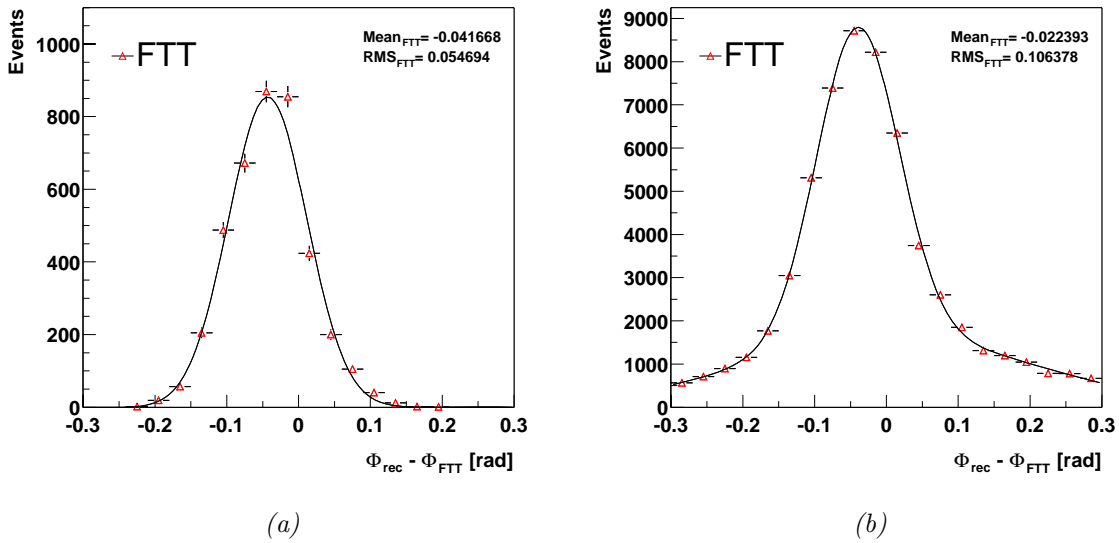 Events
1000
800
600
400
200
0
FTT
Mean_FTT= -0.041668
RMS_FTT= 0.054694
-0.3 -0.2 -0.1 0 0.1 0.2 0.3
Φ_rec - Φ_FTT [rad]
(a)
Events
9000
8000
7000
6000
5000
4000
3000
2000
1000
0
FTT
Mean_FTT= -0.022393
RMS_FTT= 0.106378
-0.3 -0.2 -0.1 0 0.1 0.2 0.3
Φ_rec - Φ_FTT [rad]
(b)